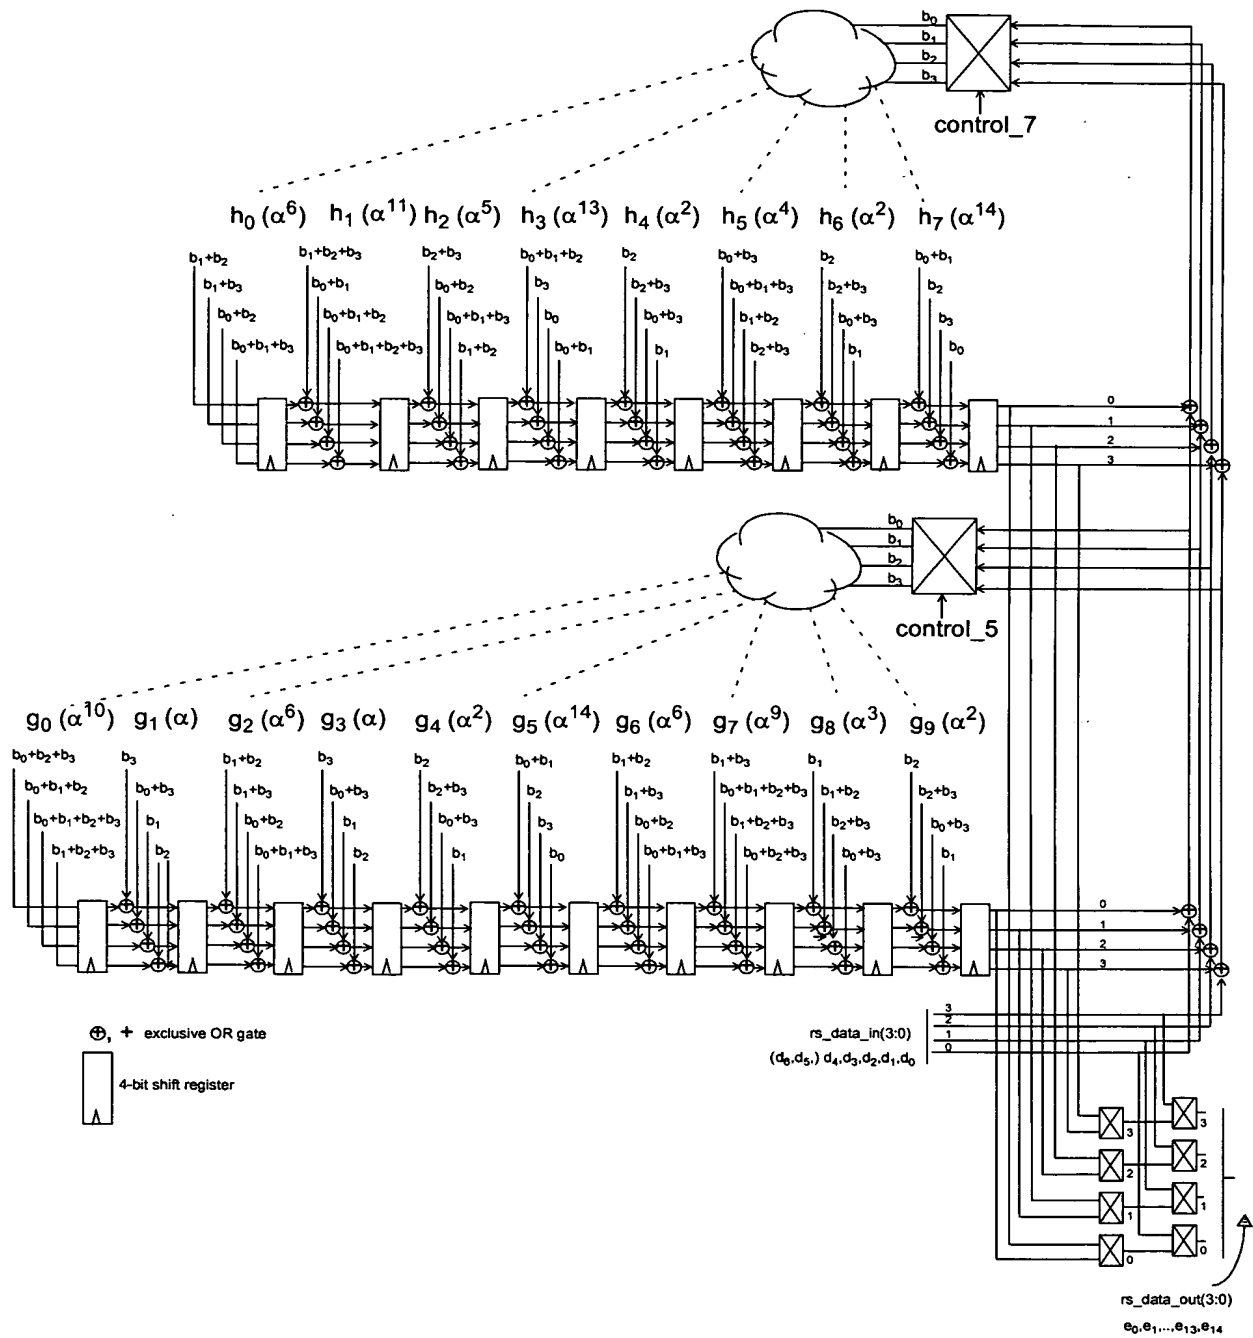 b₀
b₁
b₂
b₃
control_7
h₀ (α⁶) h₁ (α¹¹) h₂ (α⁵) h₃ (α¹³) h₄ (α²) h₅ (α⁴) h₆ (α²) h₇ (α¹⁴)
b₁+b₂ b₁+b₂+b₃ b₂+b₃ b₀+b₁+b₂ b₂ b₀+b₃ b₂ b₀+b₁
b₁+b₃ b₀+b₁ b₀+b₂ b₃ b₂+b₃ b₀+b₁+b₃ b₂+b₃ b₂
b₀+b₂ b₀+b₁+b₂ b₀+b₁+b₃ b₀ b₀+b₃ b₁+b₂ b₀+b₃ b₃
b₀+b₁+b₃ b₀+b₁+b₂+b₃ b₁+b₂ b₀+b₁ b₁ b₂+b₃ b₁ b₀
0
1
2
3
b₀
b₁
b₂
b₃
control_5
g₀ (α¹⁰) g₁ (α) g₂ (α⁶) g₃ (α) g₄ (α²) g₅ (α¹⁴) g₆ (α⁶) g₇ (α⁹) g₈ (α³) g₉ (α²)
b₀+b₂+b₃ b₃ b₁+b₂ b₃ b₂ b₀+b₁ b₁+b₂ b₁+b₃ b₁ b₂
b₀+b₁+b₂ b₀+b₃ b₁+b₃ b₀+b₃ b₂+b₃ b₂ b₁+b₃ b₀+b₁+b₂+b₃ b₁+b₂ b₂+b₃
b₀+b₁+b₂+b₃ b₁ b₀+b₂ b₁ b₀+b₃ b₃ b₀+b₂ b₁+b₂+b₃ b₂+b₃ b₀+b₃
b₁+b₂+b₃ b₂ b₀+b₁+b₃ b₂ b₁ b₀ b₀+b₁+b₃ b₀+b₂+b₃ b₀+b₃ b₁
0
1
2
3
⊕, + exclusive OR gate
4-bit shift register
rs_data_in(3:0)
(d₆,d₅,) d₄,d₃,d₂,d₁,d₀
3
2
1
0
3 3
2 2
1 1
0 0
rs_data_out(3:0)
e₀,e₁,..,e₁₃,e₁₄